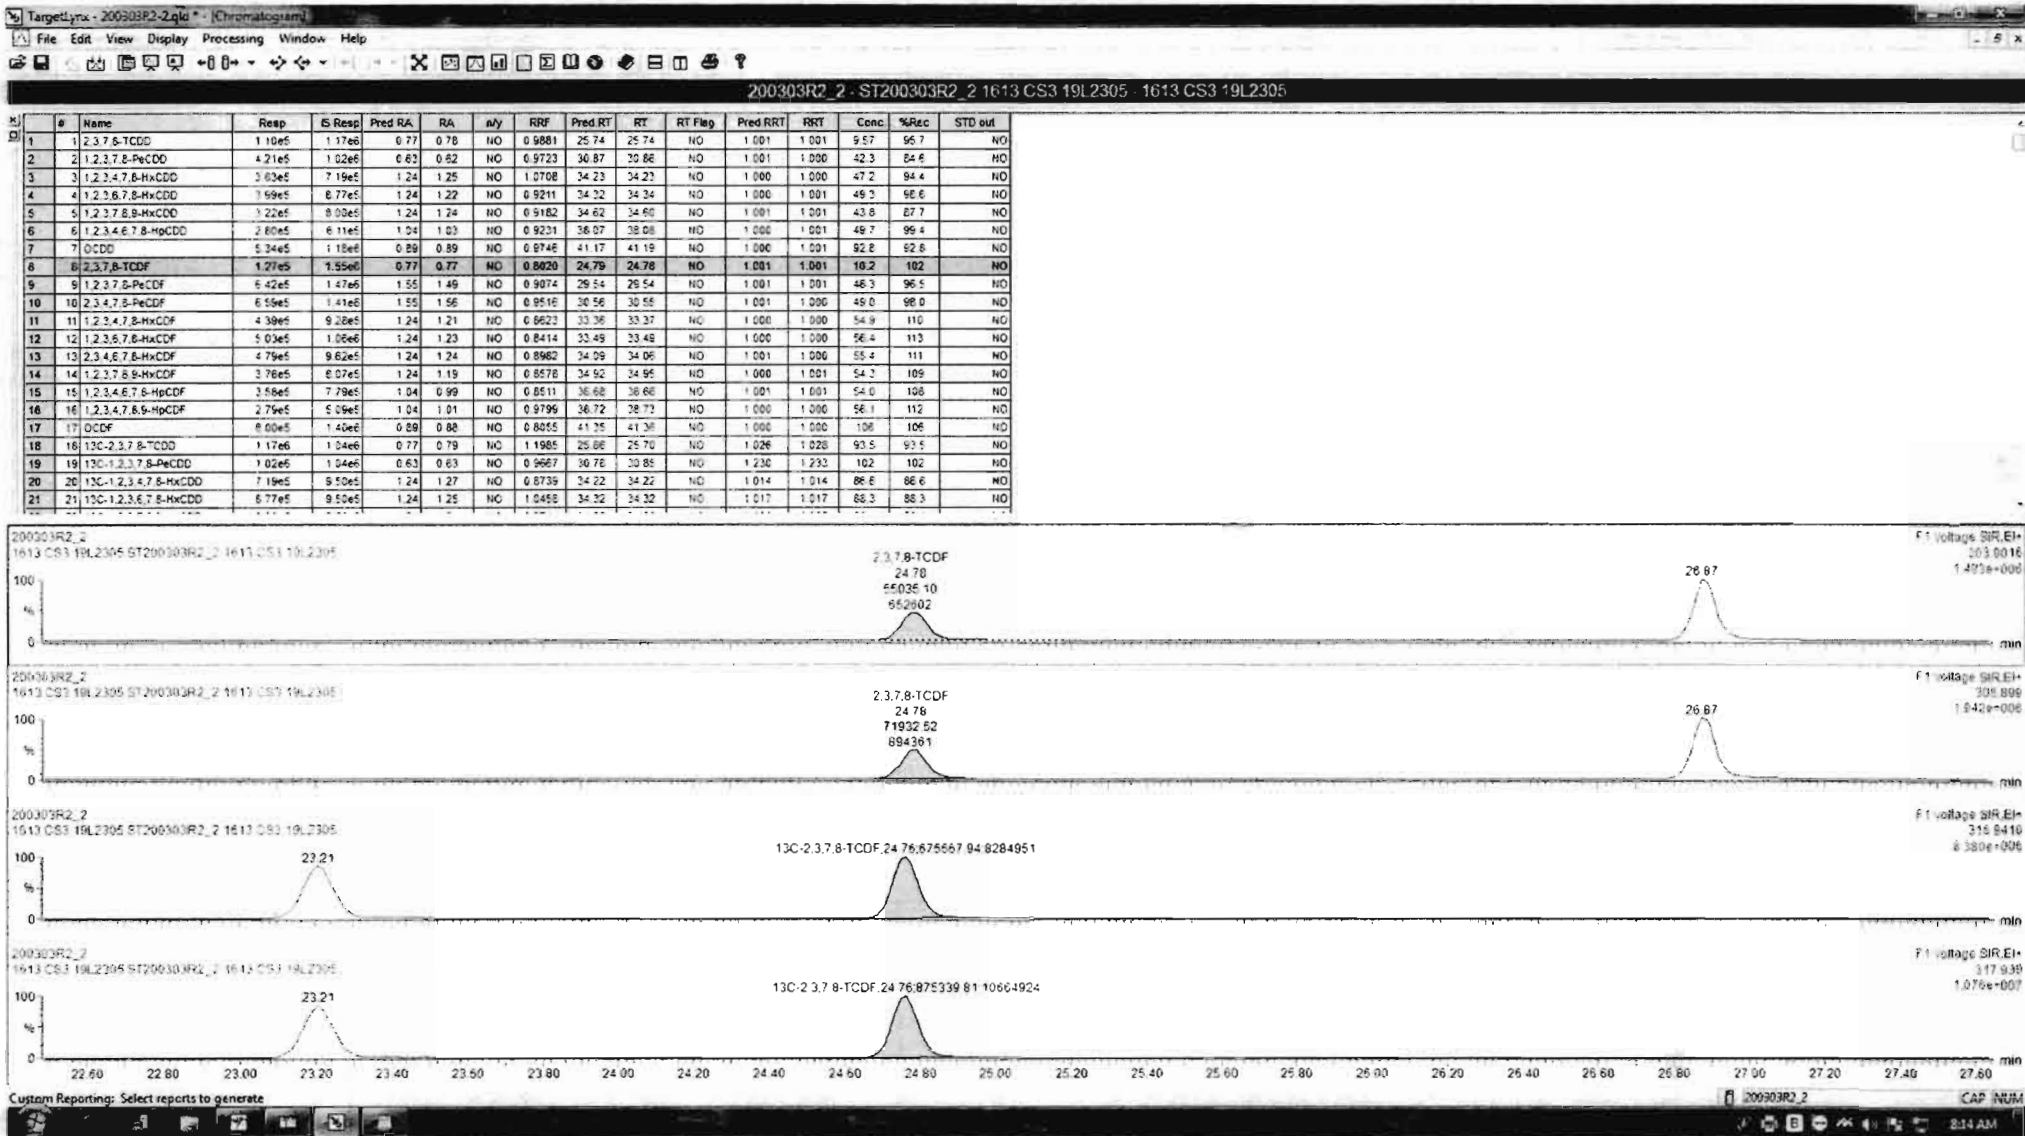 TargetLynx - 200303R2-2.qld * - [Chromatogram]
File Edit View Display Processing Window Help
200303R2_2 - ST200303R2_2 1613 CS3 19L2305 - 1613 CS3 19L2305
# Name Resp IS Resp Pred RA RA n/y RRF Pred RT RT RT Flag Pred RRT RRT Conc %Rec STD out
1 1 2,3,7,8-TCDD 1.10e5 1.17e6 0.77 0.78 NO 0.9881 25.74 25.74 NO 1.001 1.001 9.57 95.7 NO
2 2 1,2,3,7,8-PeCDD 4.21e5 1.02e6 0.63 0.62 NO 0.9723 30.87 30.86 NO 1.001 1.000 42.3 84.6 NO
3 3 1,2,3,4,7,8-HxCDD 3.63e5 7.19e5 1.24 1.25 NO 1.0708 34.23 34.23 NO 1.000 1.000 47.2 94.4 NO
4 4 1,2,3,6,7,8-HxCDD 6.77e5 1.24 1.22 NO 0.9211 34.32 34.34 NO 1.000 1.001 49.3 98.6 NO
5 5 1,2,3,7,8,9-HxCDD 3.22e5 1.24 1.24 NO 0.9182 34.62 34.60 NO 1.001 1.001 43.8 87.7 NO
6 6 1,2,3,4,6,7,8-HpCDD 2.80e5 6.11e5 1.04 1.03 NO 0.9231 38.07 38.08 NO 1.000 1.001 49.7 99.4 NO
7 7 OCDD 5.34e5 1.18e6 0.89 0.89 NO 0.9746 41.17 41.19 NO 1.000 1.001 92.8 92.8 NO
8 8 2,3,7,8-TCDF 1.27e5 1.55e6 0.77 0.77 NO 0.8020 24.79 24.78 NO 1.001 1.001 10.2 102 NO
9 9 1,2,3,7,8-PeCDF 6.42e5 1.47e6 1.55 1.49 NO 0.9074 29.54 29.54 NO 1.001 1.001 48.3 96.5 NO
10 10 2,3,4,7,8-PeCDF 6.59e5 1.41e6 1.55 1.56 NO 0.9516 30.56 30.55 NO 1.001 1.000 49.0 98.0 NO
11 11 1,2,3,4,7,8-HxCDF 4.39e5 9.28e5 1.24 1.21 NO 0.8623 33.36 33.37 NO 1.000 1.000 54.9 110 NO
12 12 1,2,3,6,7,8-HxCDF 5.03e5 1.06e6 1.24 1.23 NO 0.8414 33.49 33.49 NO 1.000 1.000 56.4 113 NO
13 13 2,3,4,6,7,8-HxCDF 4.79e5 9.62e5 1.24 1.24 NO 0.8982 34.09 34.06 NO 1.001 1.000 55.4 111 NO
14 14 1,2,3,7,8,9-HxCDF 3.76e5 8.07e5 1.24 1.19 NO 0.8578 34.92 34.95 NO 1.000 1.001 54.3 109 NO
15 15 1,2,3,4,6,7,8-HpCDF 3.58e5 7.79e5 1.04 0.99 NO 0.8511 36.68 36.66 NO 1.001 1.001 54.0 108 NO
16 16 1,2,3,4,7,8,9-HpCDF 2.79e5 5.09e5 1.04 1.01 NO 0.9799 38.72 38.73 NO 1.000 1.000 56.1 112 NO
17 17 OCDF 6.00e5 1.40e6 0.89 0.88 NO 0.8055 41.35 41.36 NO 1.000 1.000 106 106 NO
18 18 13C-2,3,7,8-TCDD 1.17e6 1.04e6 0.77 0.79 NO 1.1985 25.66 25.70 NO 1.026 1.028 93.5 93.5 NO
19 19 13C-1,2,3,7,8-PeCDD 1.02e6 1.04e6 0.63 0.63 NO 0.9667 30.78 30.85 NO 1.230 1.233 102 102 NO
20 20 13C-1,2,3,4,7,8-HxCDD 7.19e5 9.50e5 1.24 1.27 NO 0.8739 34.22 34.22 NO 1.014 1.014 86.6 86.6 NO
21 21 13C-1,2,3,6,7,8-HxCDD 6.77e5 9.50e5 1.24 1.25 NO 34.32 34.32 NO 1.017 1.017 88.3 NO
200303R2_2
1613 CS3 19L2305 ST200303R2_2 1613 CS3 19L2305
F1:Voltage SIR,EI+
303.9016
2,3,7,8-TCDF
24.78
55035.10
652602
26.87
100
%
0
min
200303R2_2
1613 CS3 19L2305 ST200303R2_2 1613 CS3 19L2305
F1:Voltage SIR,EI+
305.899
1.942e+006
2,3,7,8-TCDF
24.78
71932.52
894361
26.87
100
%
0
min
200303R2_2
1613 CS3 19L2305 ST200303R2_2 1613 CS3 19L2305
F1:Voltage SIR,EI+
315.9419
8.380e+006
23.21
13C-2,3,7,8-TCDF;24.76;675567.94;8284951
100
%
0
min
200303R2_2
1613 CS3 19L2305 ST200303R2_2 1613 CS3 19L2305
F1:Voltage SIR,EI+
317.939
1.076e+007
23.21
13C-2,3,7,8-TCDF;24.76;875339.81;10664924
100
%
0
min
22.60 22.80 23.00 23.20 23.40 23.60 23.80 24.00 24.20 24.40 24.60 24.80 25.00 25.20 25.40 25.60 25.80 26.00 26.20 26.40 26.60 26.80 27.00 27.20 27.40 27.60
Custom Reporting: Select reports to generate
200303R2_2 CAP NUM
8:14 AM